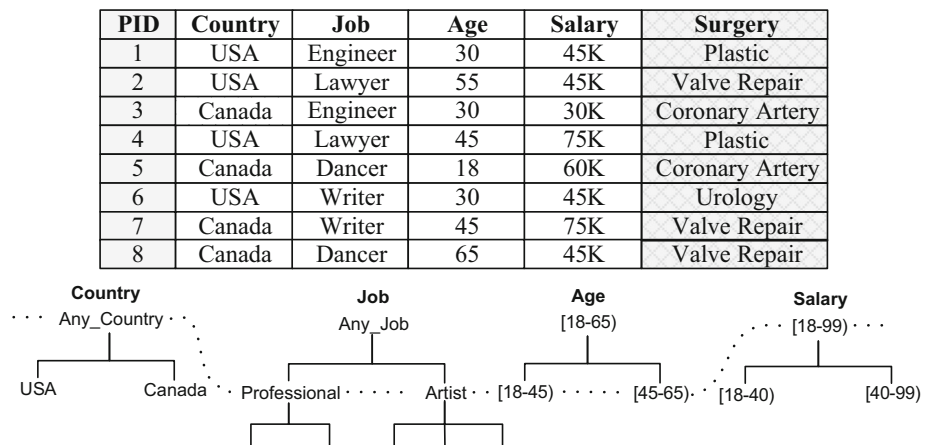 PID Country Job Age Salary Surgery
1 USA Engineer 30 45K Plastic
2 USA Lawyer 55 45K Valve Repair
3 Canada Engineer 30 30K Coronary Artery
4 USA Lawyer 45 75K Plastic
5 Canada Dancer 18 60K Coronary Artery
6 USA Writer 30 45K Urology
7 Canada Writer 45 75K Valve Repair
8 Canada Dancer 65 45K Valve Repair
Country Job Age Salary
Any_Country Any_Job [18-65) [18-99)
USA Canada Professional Artist [18-45) [45-65) [18-40) [40-99)